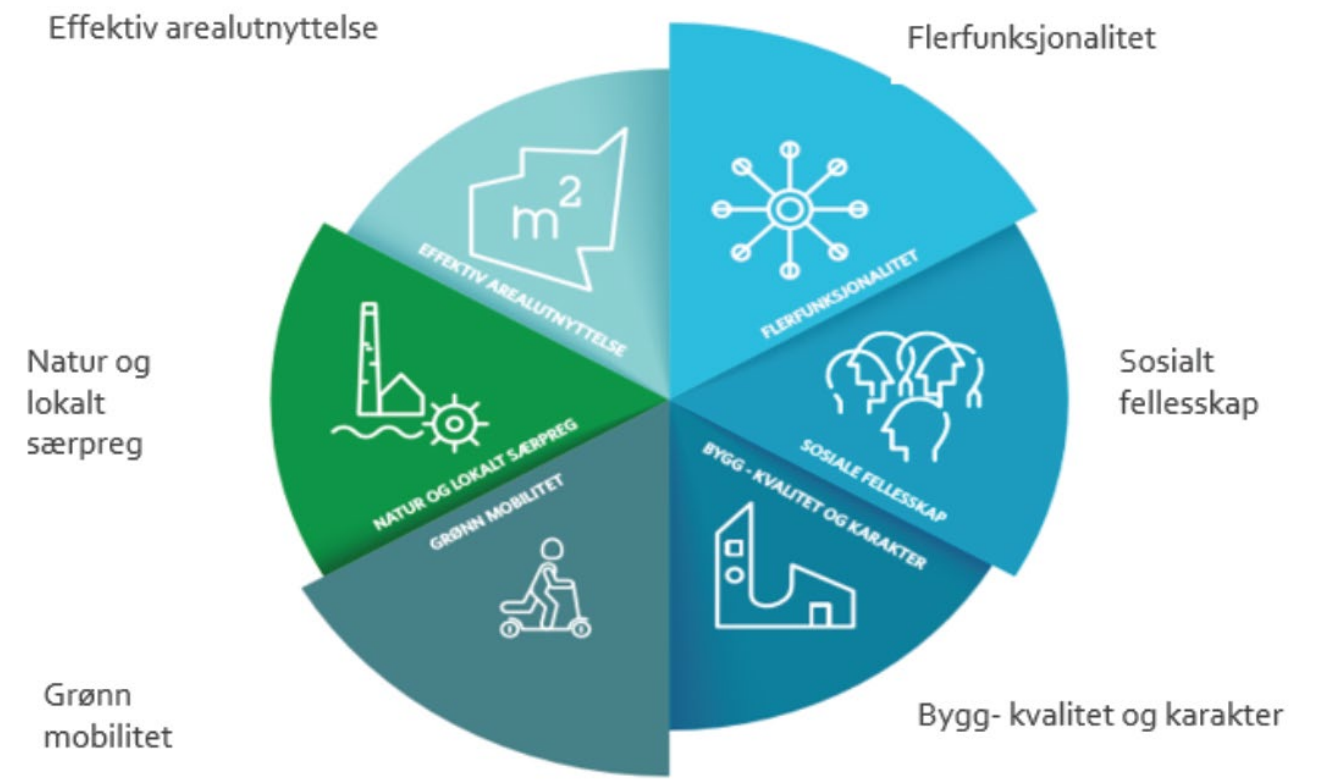 Effektiv arealutnyttelse
Flerfunksjonalitet
m²
EFFEKTIV AREALUTNYTTELSE
FLERFUNKSJONALITET
Natur og
lokalt
særpreg
Sosialt
fellesskap
NATUR OG LOKALT SÆRPREG
SOSIALE FELLESSKAP
GRØNN MOBILITET
BYGG - KVALITET OG KARAKTER
Grønn
mobilitet
Bygg- kvalitet og karakter